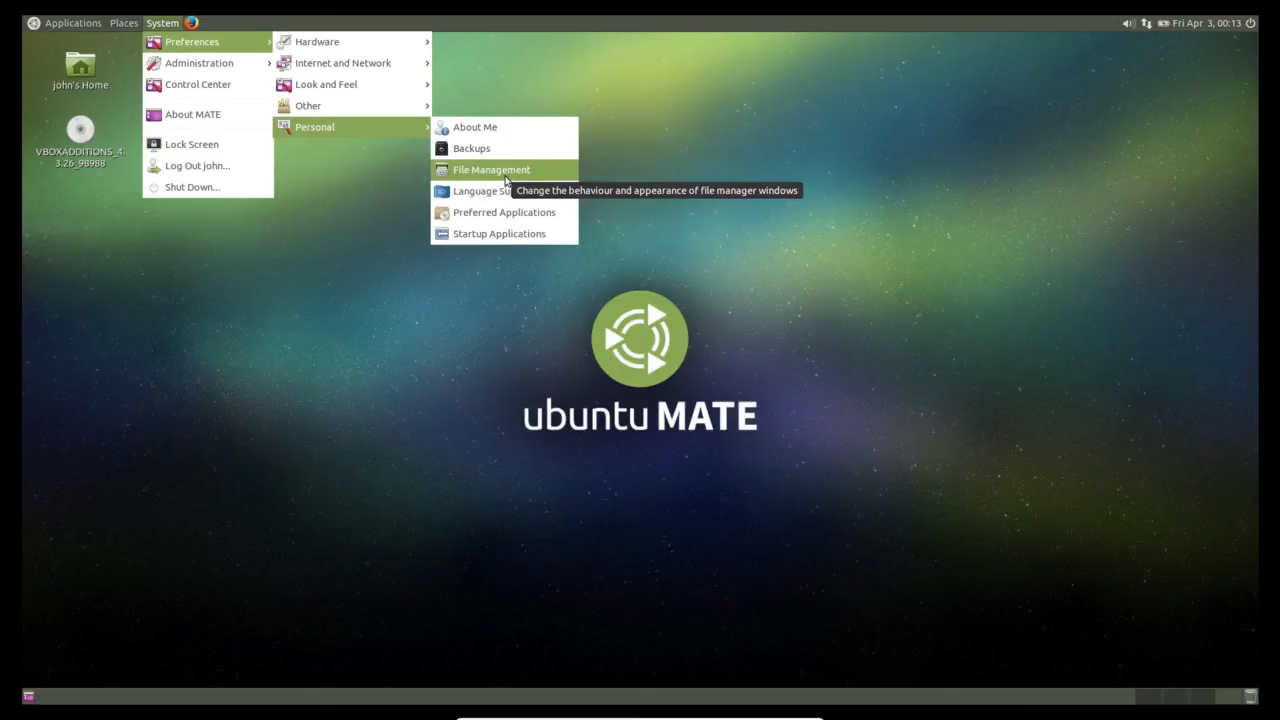 Applications Places System
Fri Apr 3, 00:13
john's Home
VBOXADDITIONS_4.
3.26_98988
Preferences
Administration
Control Center
About MATE
Lock Screen
Log Out john...
Shut Down...
Hardware
Internet and Network
Look and Feel
Other
Personal
About Me
Backups
File Management
Language
Change the behaviour and appearance of file manager windows
Preferred Applications
Startup Applications
ubuntu MATE